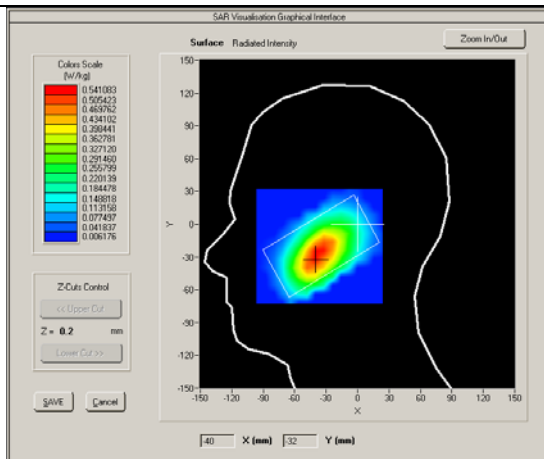 SAR Visualisation Graphical Interface
Surface Radiated Intensity
Zoom In/Out
Colors Scale
(W/kg)
0.541083
0.505423
0.469762
0.434102
0.398441
0.362781
0.327120
0.291460
0.255799
0.220139
0.184478
0.148818
0.113158
0.077497
0.041837
0.006176
Z-Cuts Control
<< Upper Cut
Z = 0.2 mm
Lower Cut >>
SAVE
Cancel
150
120
90
60
30
0
-30
-60
-90
-120
-150
Y
-150 -120 -90 -60 -30 0 30 60 90 120 150
X
-40 X (mm) -32 Y (mm)